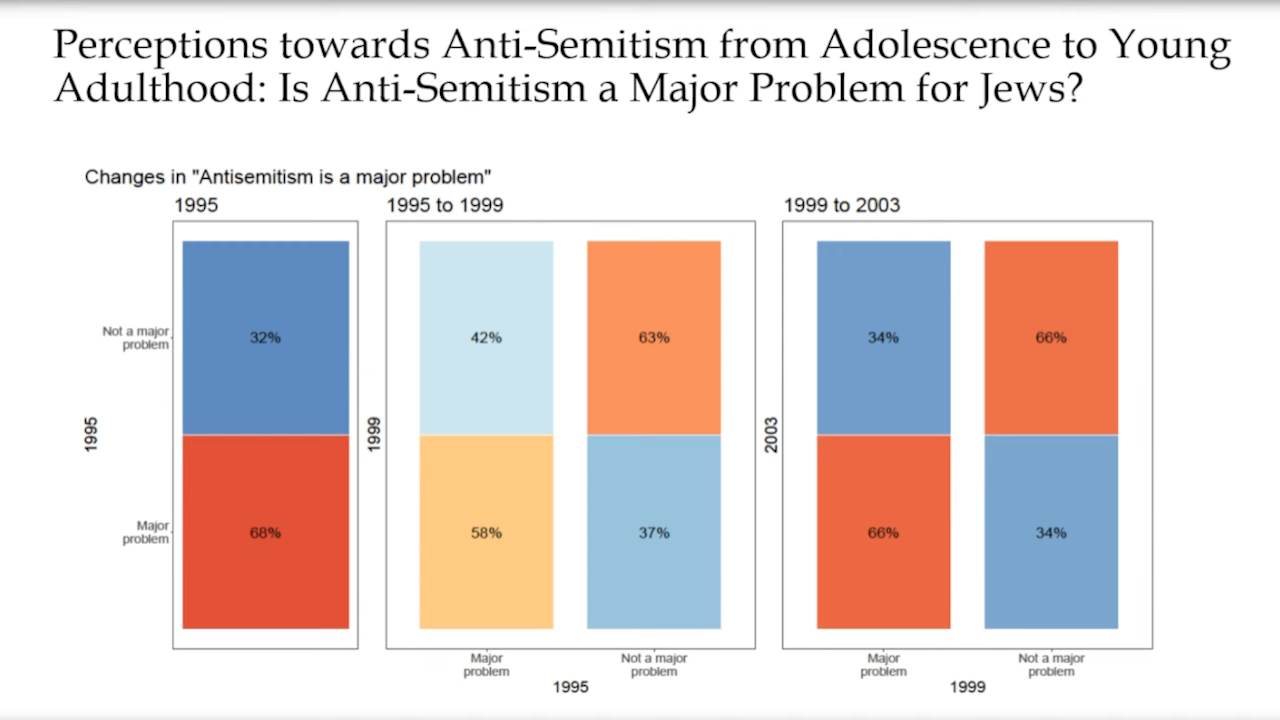 Perceptions towards Anti-Semitism from Adolescence to Young
Adulthood: Is Anti-Semitism a Major Problem for Jews?
Changes in "Antisemitism is a major problem"
1995
1995 to 1999
1999 to 2003
Not a major
problem
32%
42%
63%
34%
66%
1995
1999
2003
Major
problem
68%
58%
37%
66%
34%
Major
problem
Not a major
problem
Major
problem
Not a major
problem
1995
1999